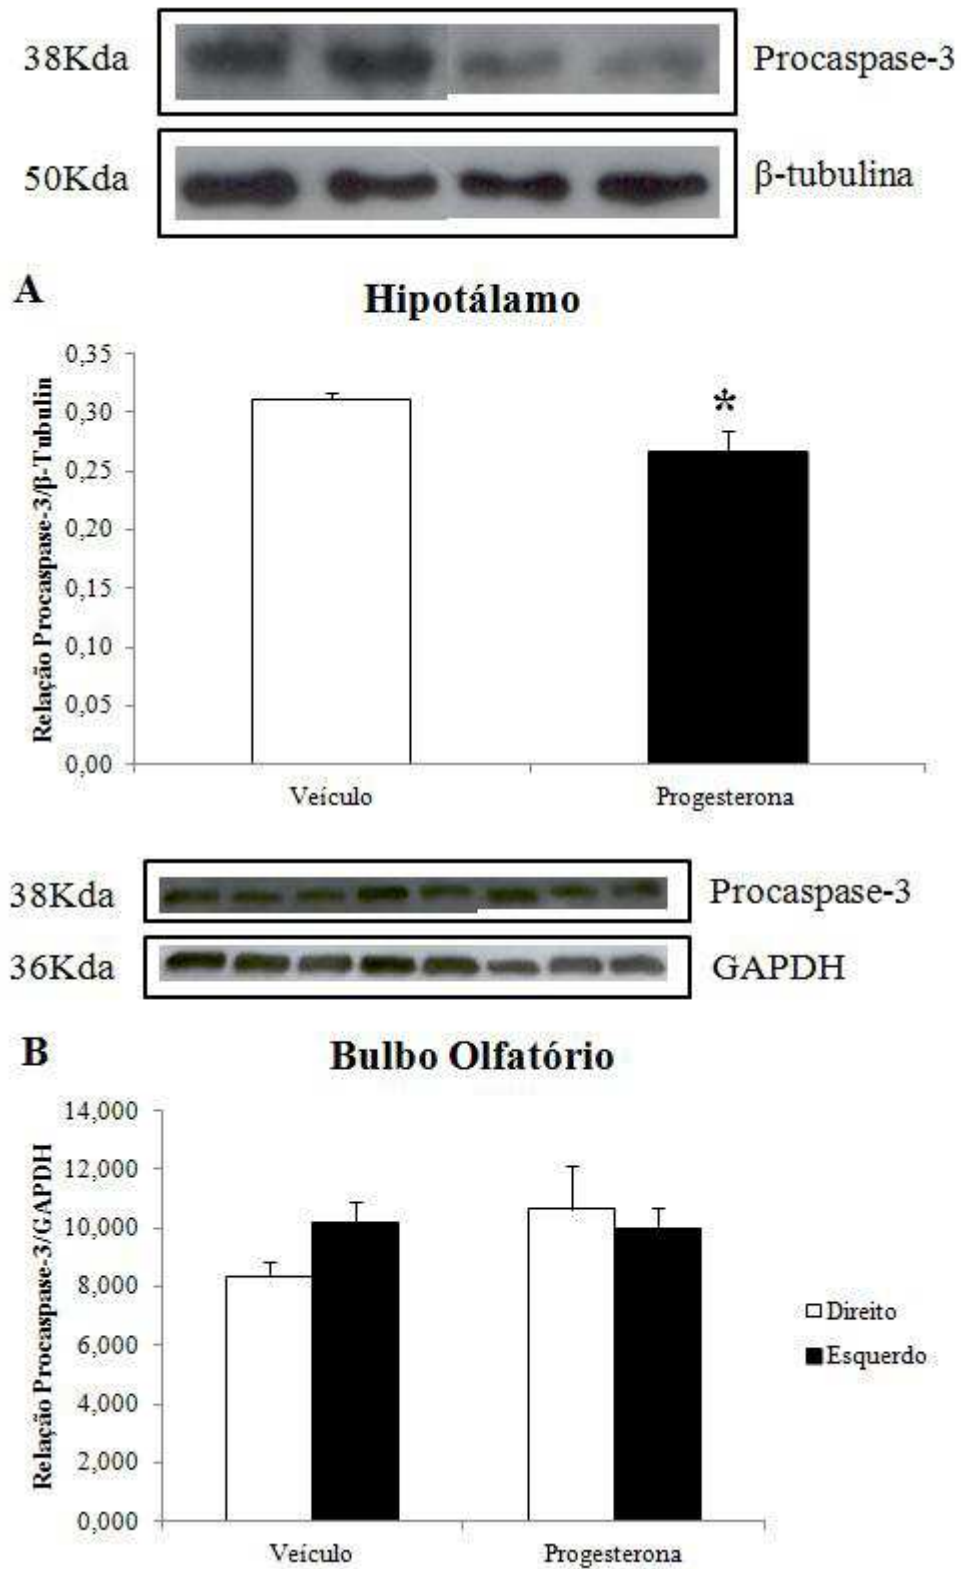 38Kda Procaspase-3
50Kda β-tubulina
A Hipotálamo
Relação Procaspase-3/β-Tubulin
0,35
0,30
0,25
0,20
0,15
0,10
0,05
0,00
*
Veículo Progesterona
38Kda Procaspase-3
36Kda GAPDH
B Bulbo Olfatório
Relação Procaspase-3/GAPDH
14,000
12,000
10,000
8,000
6,000
4,000
2,000
0,000
Veículo Progesterona
Direito
Esquerdo